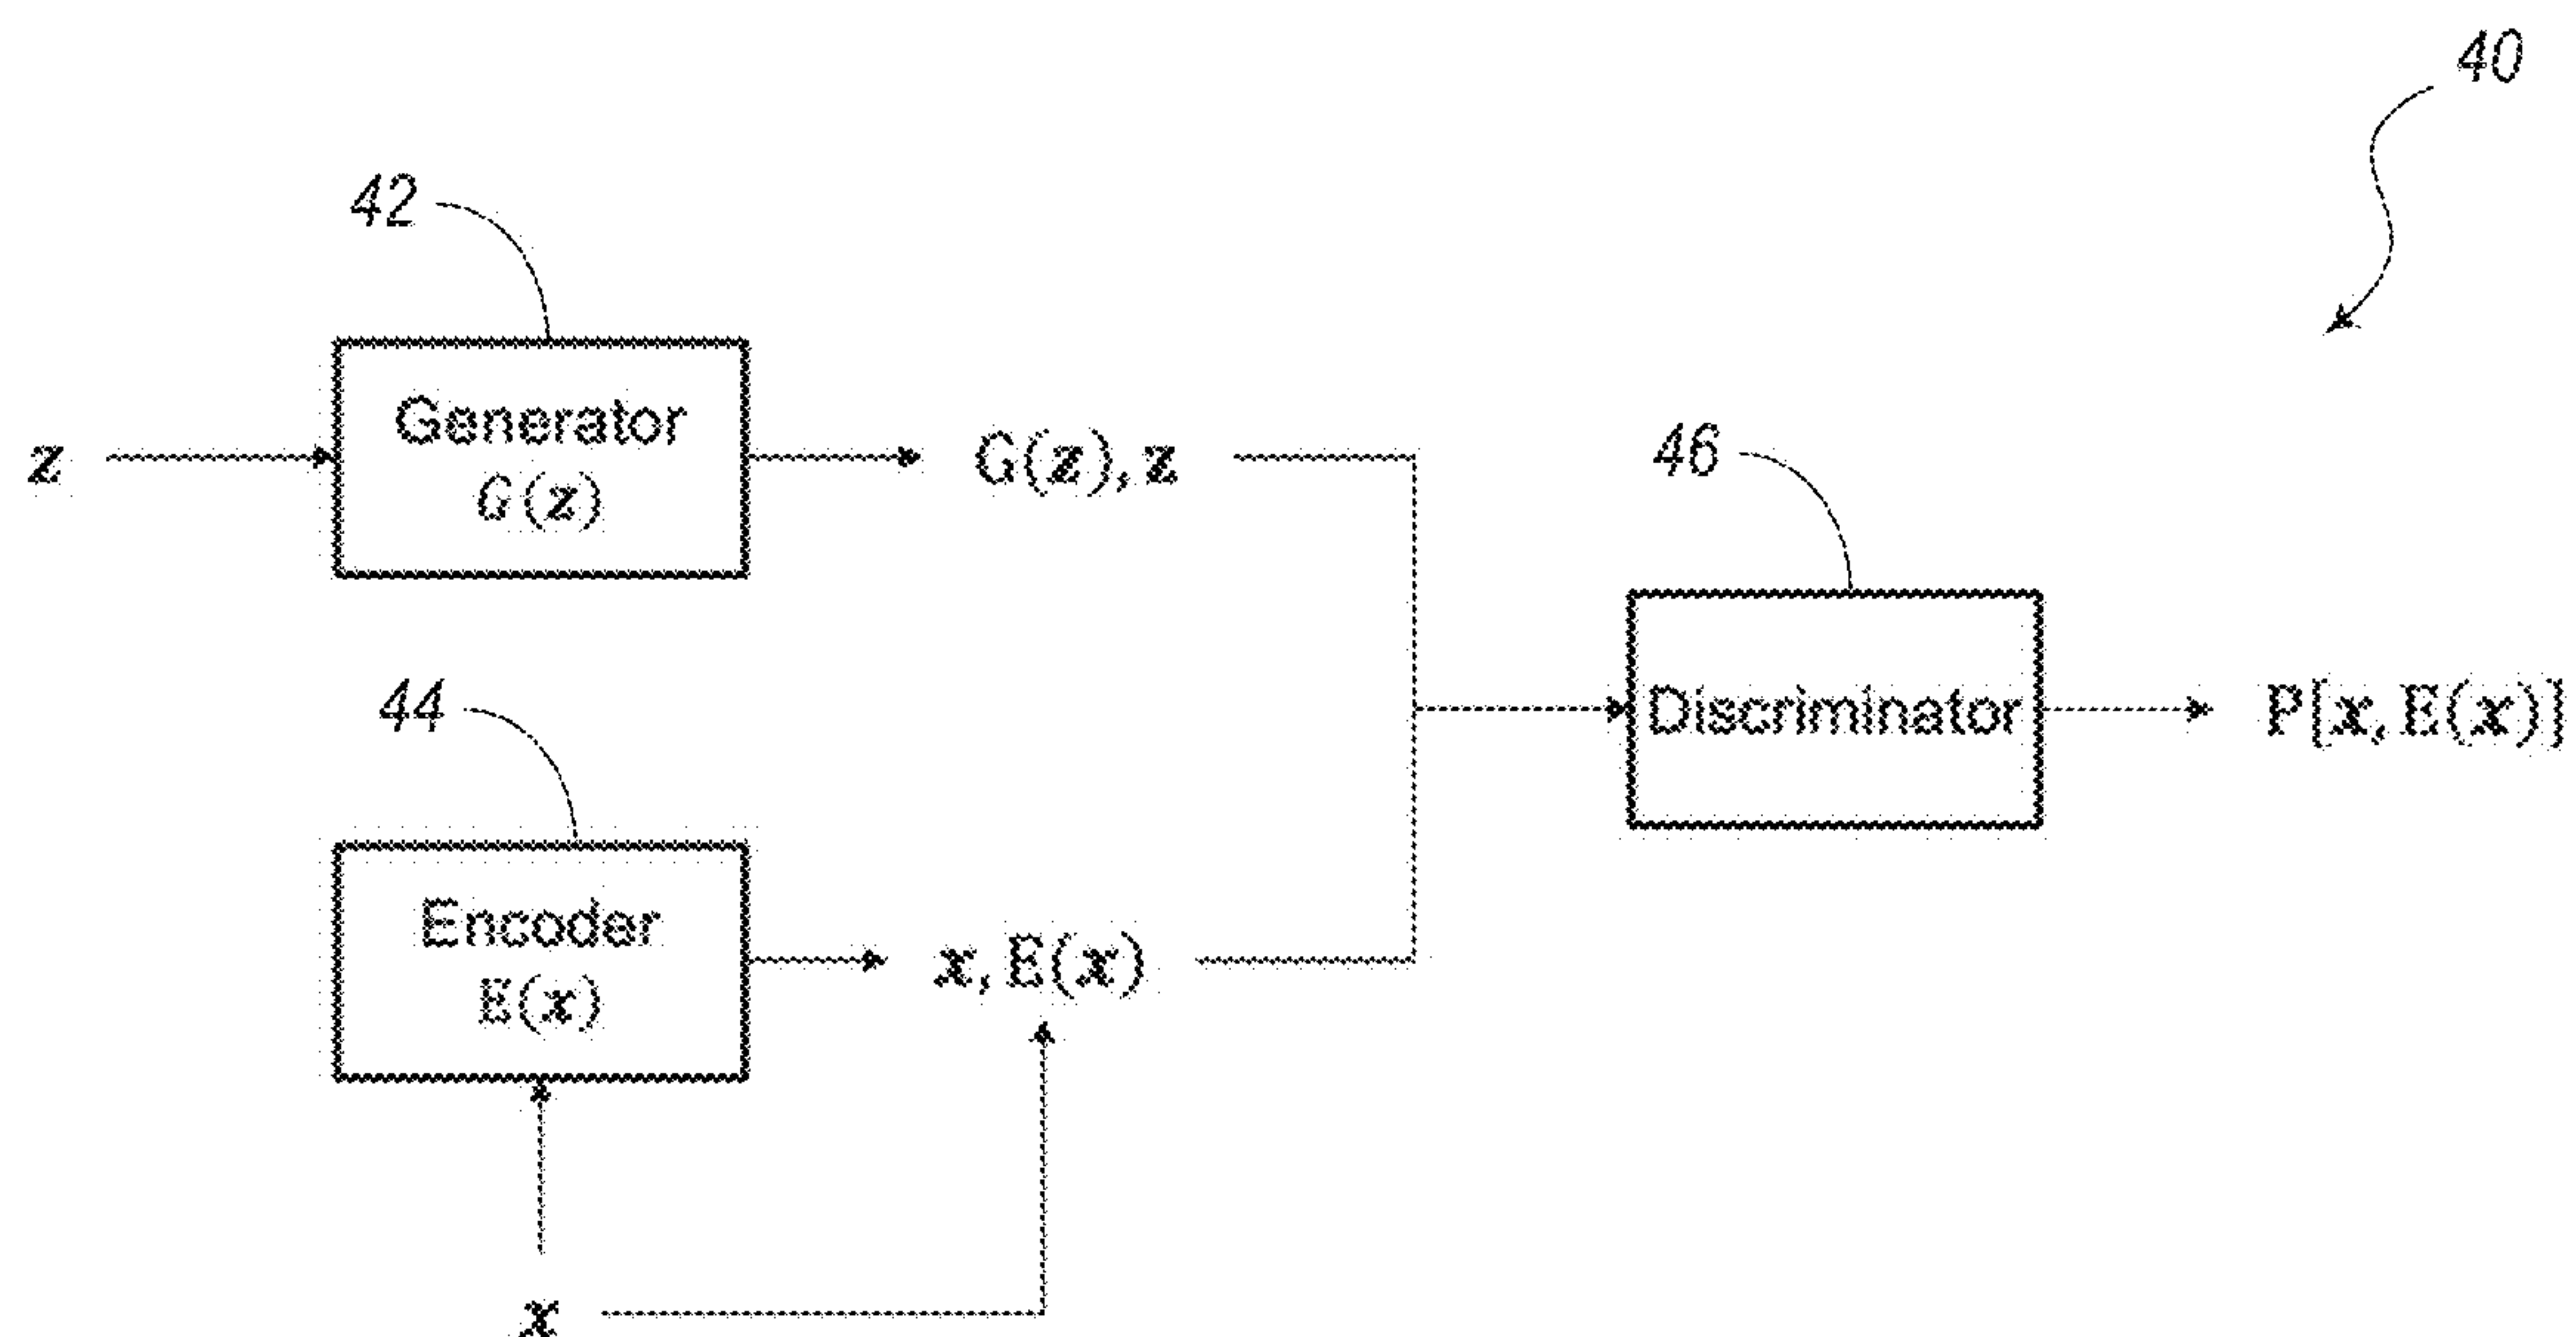 40
42
Generator
G(z)
z
G(z), z
46
Discriminator
P[x, E(x)]
44
Encoder
E(x)
x, E(x)
x